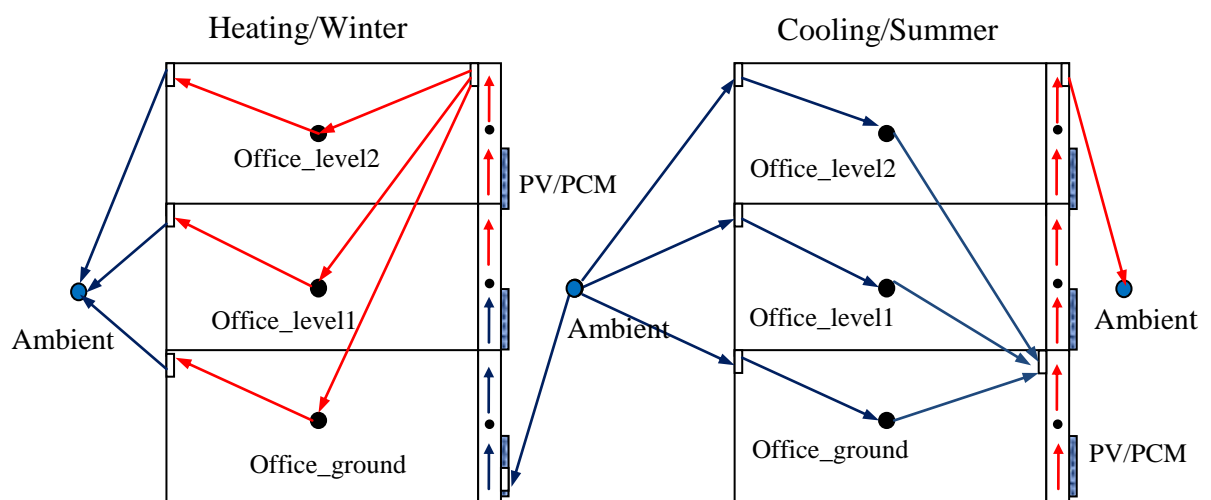 Heating/Winter
Cooling/Summer
Office_level2
PV/PCM
Office_level2
Office_level1
Ambient
Ambient
Office_level1
Ambient
Office_ground
Office_ground
PV/PCM